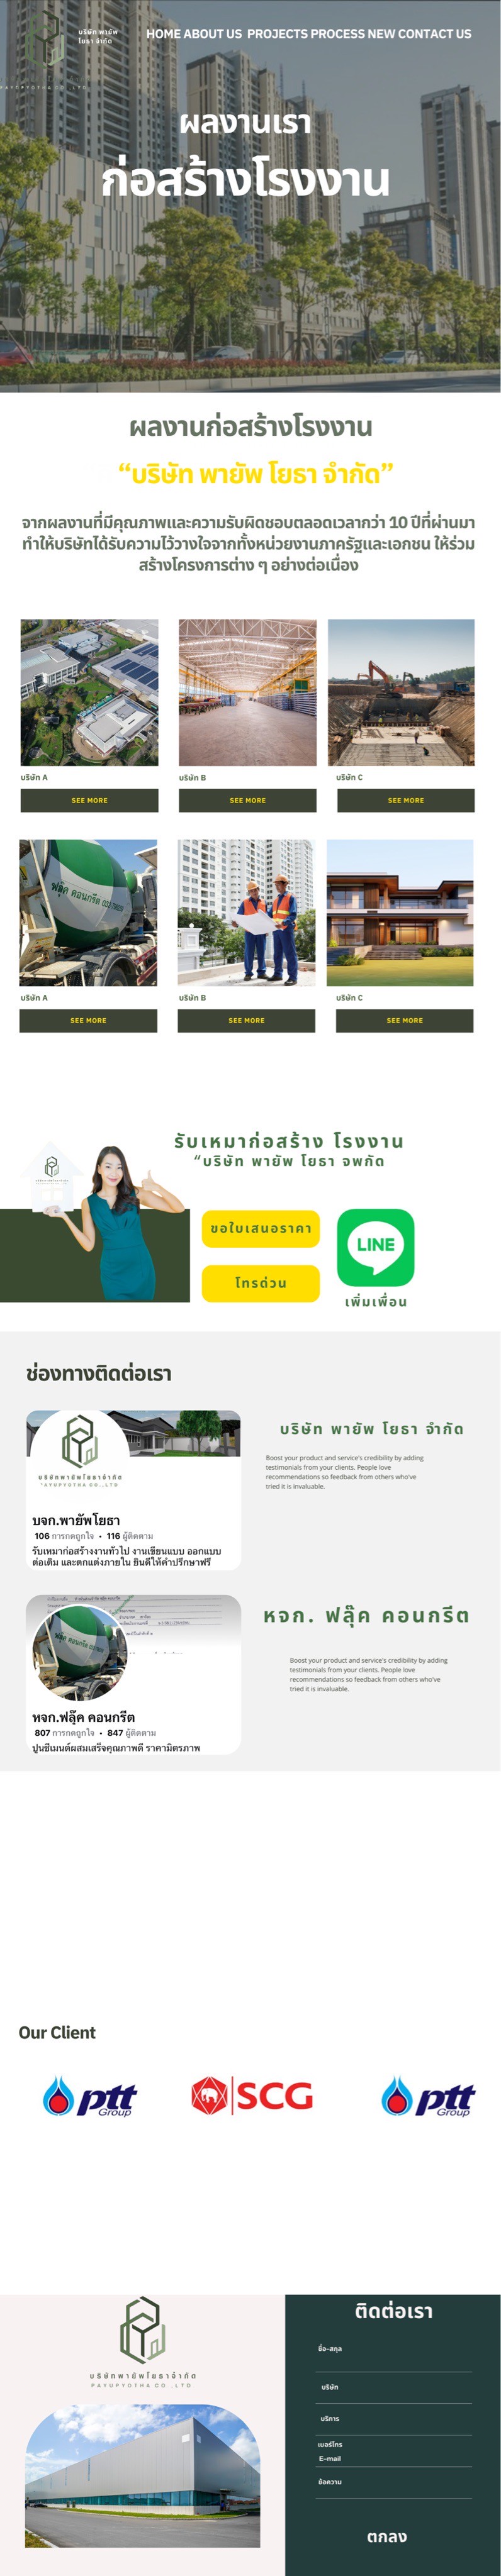 บริษัท พายัพ
โยธา จำกัด
HOME ABOUT US PROJECTS PROCESS NEW CONTACT US
PAYUPYOTHA CO.,LTD
ผลงานเรา
ก่อสร้างโรงงาน
ผลงานก่อสร้างโรงงาน
“บริษัท พายัพ โยธา จำกัด”
จากผลงานที่มีคุณภาพและความรับผิดชอบตลอดเวลากว่า 10 ปีที่ผ่านมา
ทำให้บริษัทได้รับความไว้วางใจจากทั้งหน่วยงานภาครัฐและเอกชน ให้ร่วม
สร้างโครงการต่าง ๆ อย่างต่อเนื่อง
บริษัท A
บริษัท B
บริษัท C
SEE MORE
SEE MORE
SEE MORE
ฟลุ๊ค คอนกรีต
บริษัท A
บริษัท B
บริษัท C
SEE MORE
SEE MORE
SEE MORE
รับเหมาก่อสร้าง โรงงาน
“บริษัท พายัพ โยธา จพกัด
ขอใบเสนอราคา
LINE
โทรด่วน
เพิ่มเพื่อน
ช่องทางติดต่อเรา
บริษัท พายัพ โยธา จำกัด
Boost your product and service's credibility by adding
testimonials from your clients. People love
recommendations so feedback from others who've
tried it is invaluable.
บริษัทพายัพโยธาจำกัด
PAYUPYOTHA CO.,LTD
บจก.พายัพโยธา
106 การกดถูกใจ • 116 ผู้ติดตาม
รับเหมาก่อสร้างงานทั่วไป งานเขียนแบบ ออกแบบ
ต่อเติม และตกแต่งภายใน ยินดีให้คำปรึกษาฟรี
หจก. ฟลุ๊ค คอนกรีต
Boost your product and service's credibility by adding
testimonials from your clients. People love
recommendations so feedback from others who've
tried it is invaluable.
ฟลุ๊ค คอนกรีต
หจก.ฟลุ๊ค คอนกรีต
807 การกดถูกใจ • 847 ผู้ติดตาม
ปูนซีเมนต์ผสมเสร็จคุณภาพดี ราคามิตรภาพ
Our Client
ptt
Group
SCG
ptt
Group
บริษัทพายัพโยธาจำกัด
PAYUPYOTHA CO.,LTD
ติดต่อเรา
ชื่อ-สกุล
บริษัท
บริการ
เบอร์โทร
E-mail
ข้อความ
ตกลง